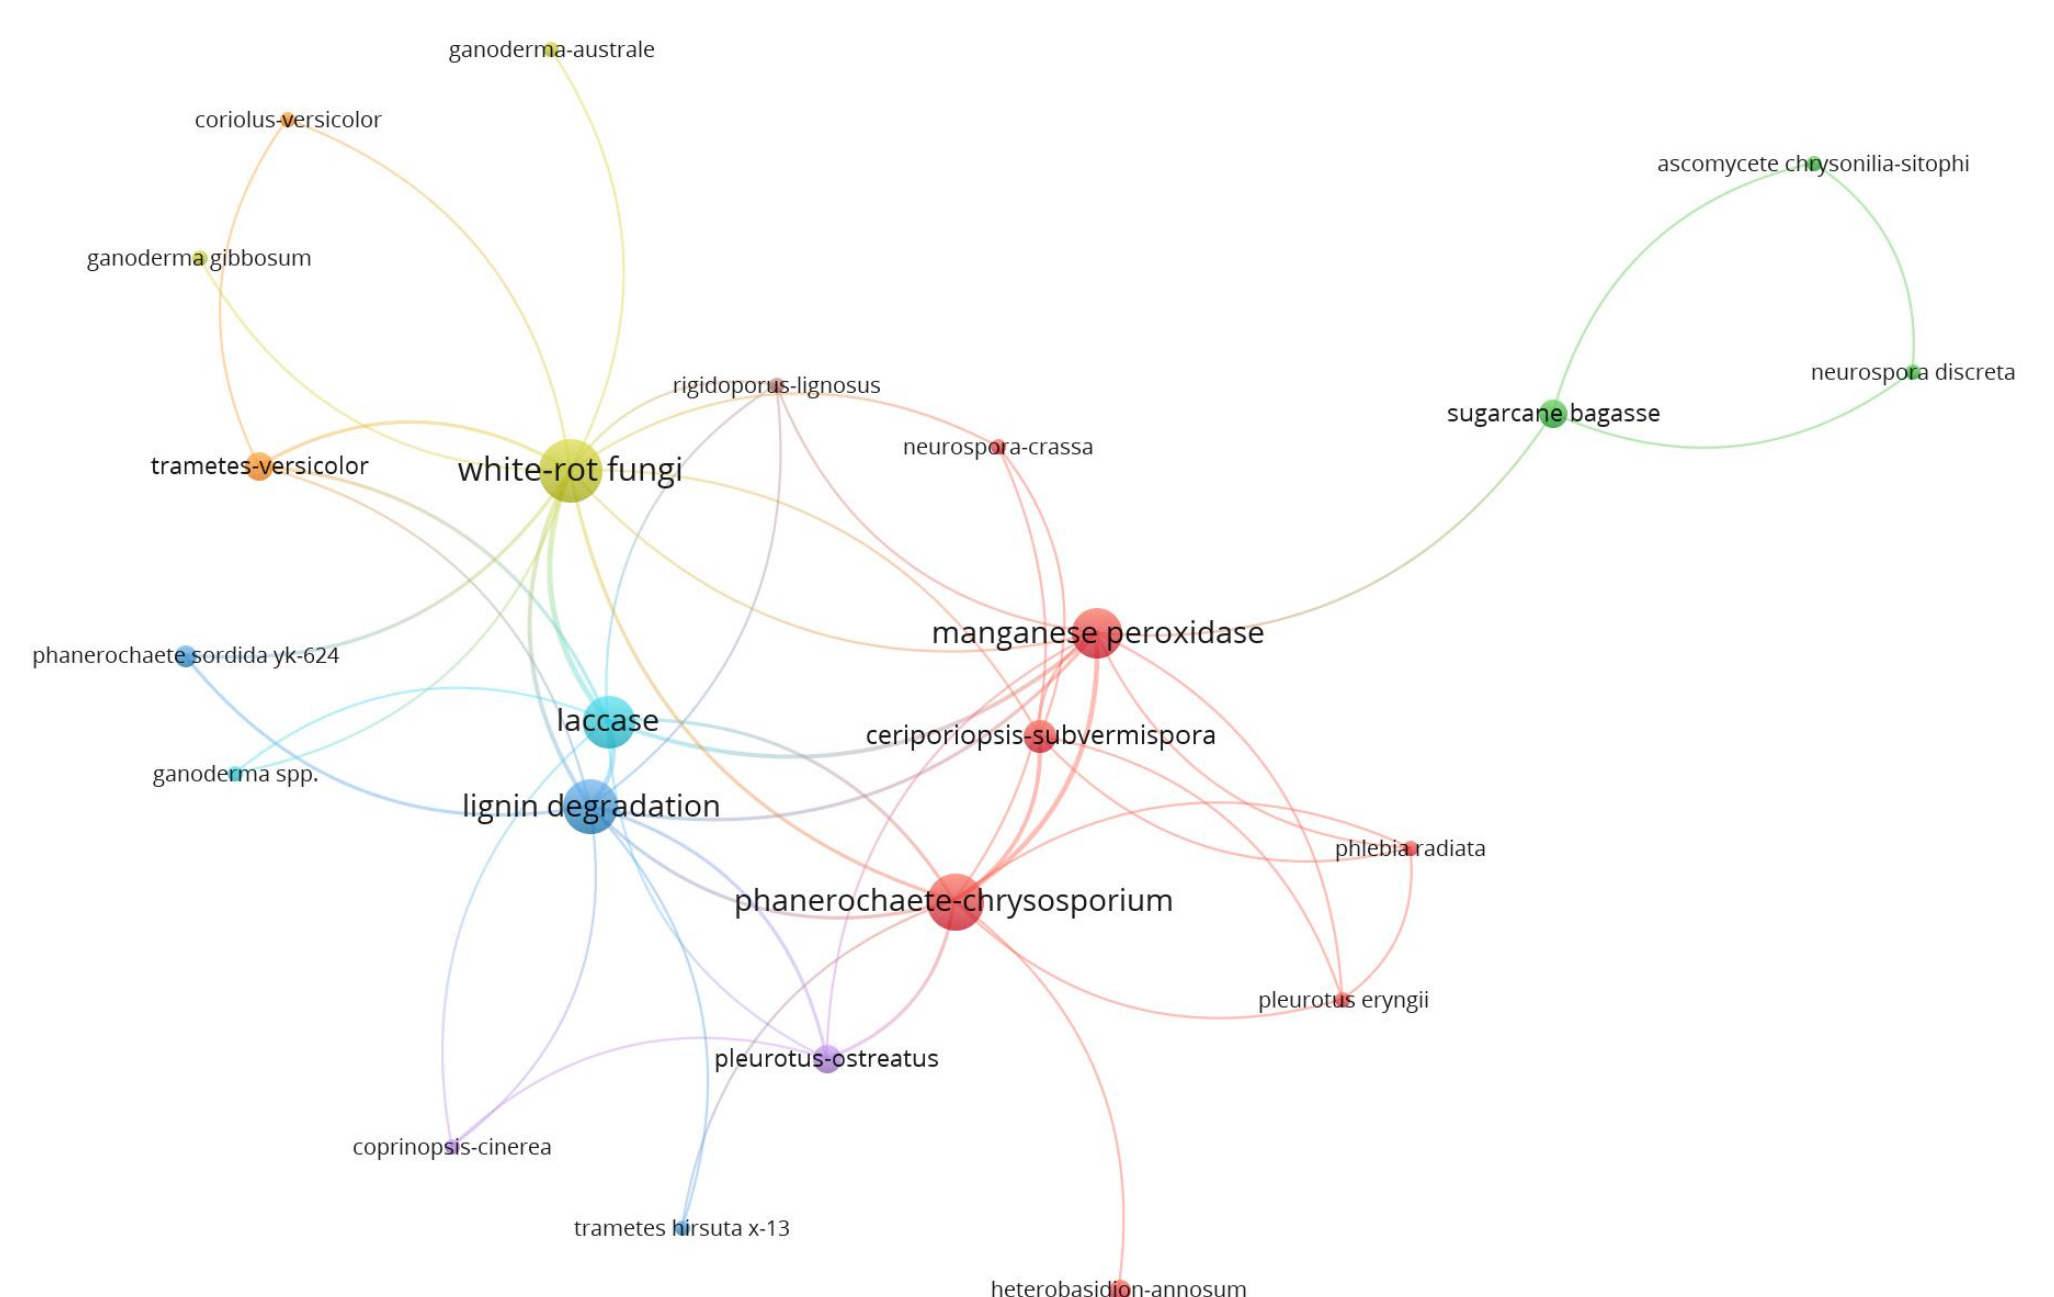 ganoderma-australe
coriolus-versicolor
ascomycete chrysonilia-sitophi
ganoderma gibbosum
neurospora discreta
rigidoporus-lignosus
sugarcane bagasse
neurospora-crassa
trametes-versicolor
white-rot fungi
manganese peroxidase
phanerochaete sordida yk-624
laccase
ceriporiopsis-subvermispora
ganoderma spp.
lignin degradation
phlebia radiata
phanerochaete-chrysosporium
pleurotus eryngii
pleurotus-ostreatus
coprinopsis-cinerea
trametes hirsuta x-13
heterobasidion-annosum